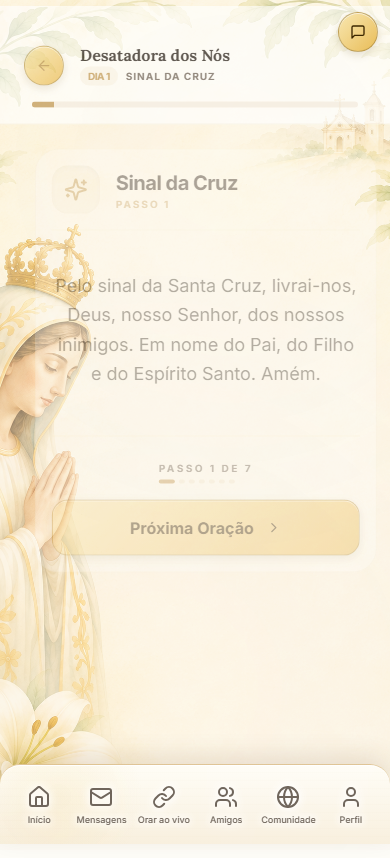 Desatadora dos Nós
DIA 1 SINAL DA CRUZ
Sinal da Cruz
PASSO 1
Pelo sinal da Santa Cruz, livrai-nos,
Deus, nosso Senhor, dos nossos
inimigos. Em nome do Pai, do Filho
e do Espírito Santo. Amém.
PASSO 1 DE 7
Próxima Oração
Início Mensagens Orar ao vivo Amigos Comunidade Perfil